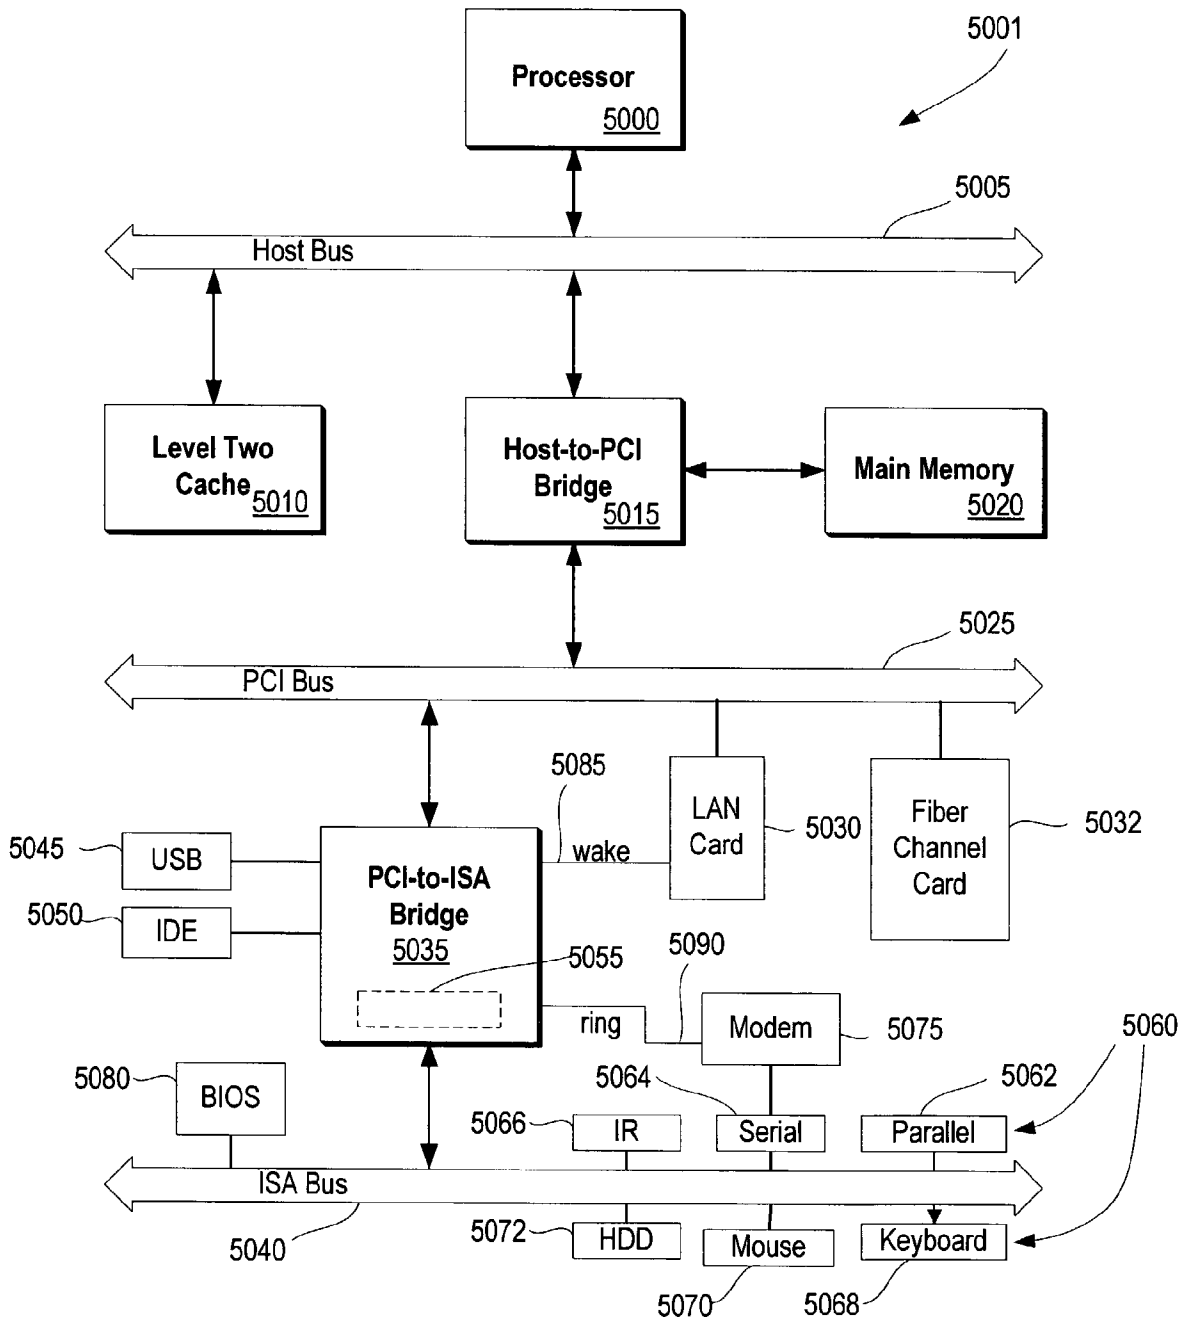 5001
Processor
5000
5005
Host Bus
Level Two
Cache
5010
Host-to-PCI
Bridge
5015
Main Memory
5020
5025
PCI Bus
5085
wake
LAN
Card
5030
Fiber
Channel
Card
5032
5045
USB
5050
IDE
PCI-to-ISA
Bridge
5035
5055
5090
ring
Modem
5075
5060
5080
BIOS
5066
IR
5064
Serial
5062
Parallel
ISA Bus
5040
5072
HDD
Mouse
5070
Keyboard
5068